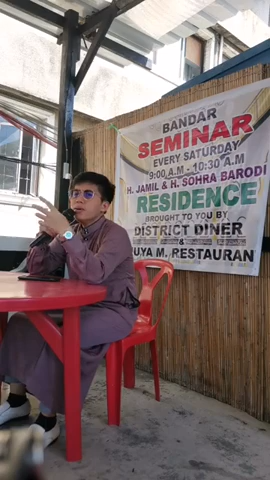 BANDAR
SEMINAR
EVERY SATURDAY
9:00 A.M - 10:30 A.M
H. JAMIL & H. SOHRA BARODI
RESIDENCE
BROUGHT TO YOU BY
DISTRICT DINER
&
UYA M. RESTAURAN